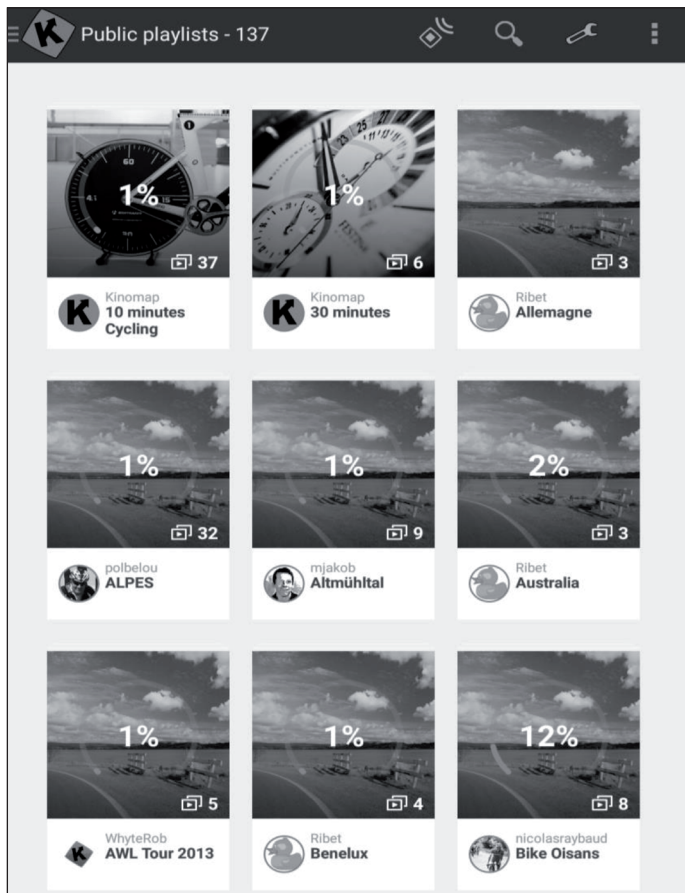 Public playlists - 137
1%
37
Kinomap
10 minutes
Cycling
1%
6
Kinomap
30 minutes
3
Ribet
Allemagne
1%
32
polbelou
ALPES
1%
9
mjakob
Altmühltal
2%
3
Ribet
Australia
1%
5
WhyteRob
AWL Tour 2013
1%
4
Ribet
Benelux
12%
8
nicolasraybaud
Bike Oisans